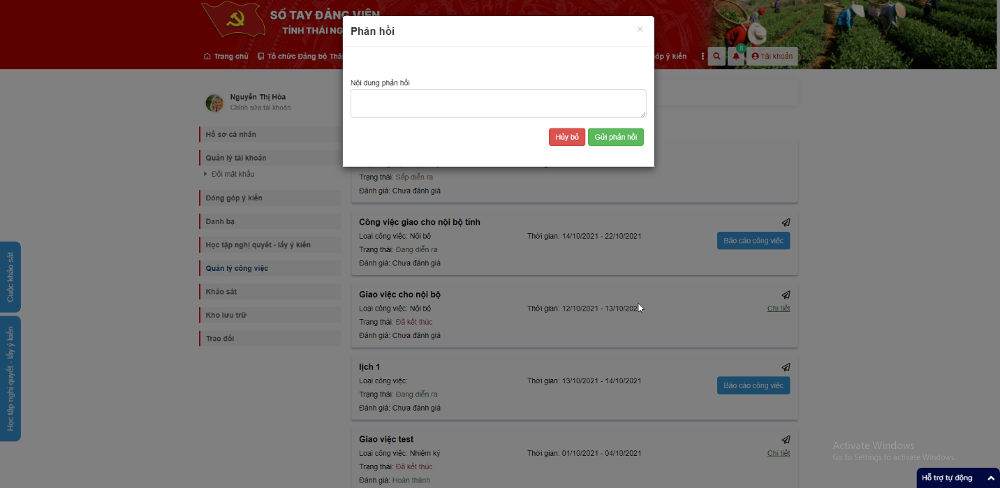 SỔ TAY ĐẢNG VIÊN
TỈNH THÁI NG
Trang chủ
Tổ chức Đảng bộ Thá
óp ý kiến
8
Tài khoản
Phản hồi
×
Nội dung phản hồi
Hủy bỏ
Gửi phản hồi
Nguyễn Thị Hòa
Chỉnh sửa tài khoản
Hồ sơ cá nhân
Quản lý tài khoản
Đổi mật khẩu
Đóng góp ý kiến
Danh bạ
Học tập nghị quyết - lấy ý kiến
Quản lý công việc
Khảo sát
Kho lưu trữ
Trao đổi
Cuộc khảo sát
Học tập nghị quyết - lấy ý kiến
Trạng thái: Sắp diễn ra
Đánh giá: Chưa đánh giá
Công việc giao cho nội bộ tỉnh
Loại công việc: Nội bộ
Thời gian: 14/10/2021 - 22/10/2021
Báo cáo công việc
Trạng thái: Đang diễn ra
Đánh giá: Chưa đánh giá
Giao việc cho nội bộ
Loại công việc: Nội bộ
Thời gian: 12/10/2021 - 13/10/202
Chi tiết
Trạng thái: Đã kết thúc
Đánh giá: Chưa đánh giá
lịch 1
Loại công việc:
Thời gian: 13/10/2021 - 14/10/2021
Báo cáo công việc
Trạng thái: Đang diễn ra
Đánh giá: Chưa đánh giá
Giao việc test
Loại công việc: Nhiệm kỳ
Thời gian: 01/10/2021 - 04/10/2021
Chi tiết
Trạng thái: Đã kết thúc
Đánh giá: Hoàn thành
Activate Windows
Go to Settings to activate Windows.
Hỗ trợ tự động